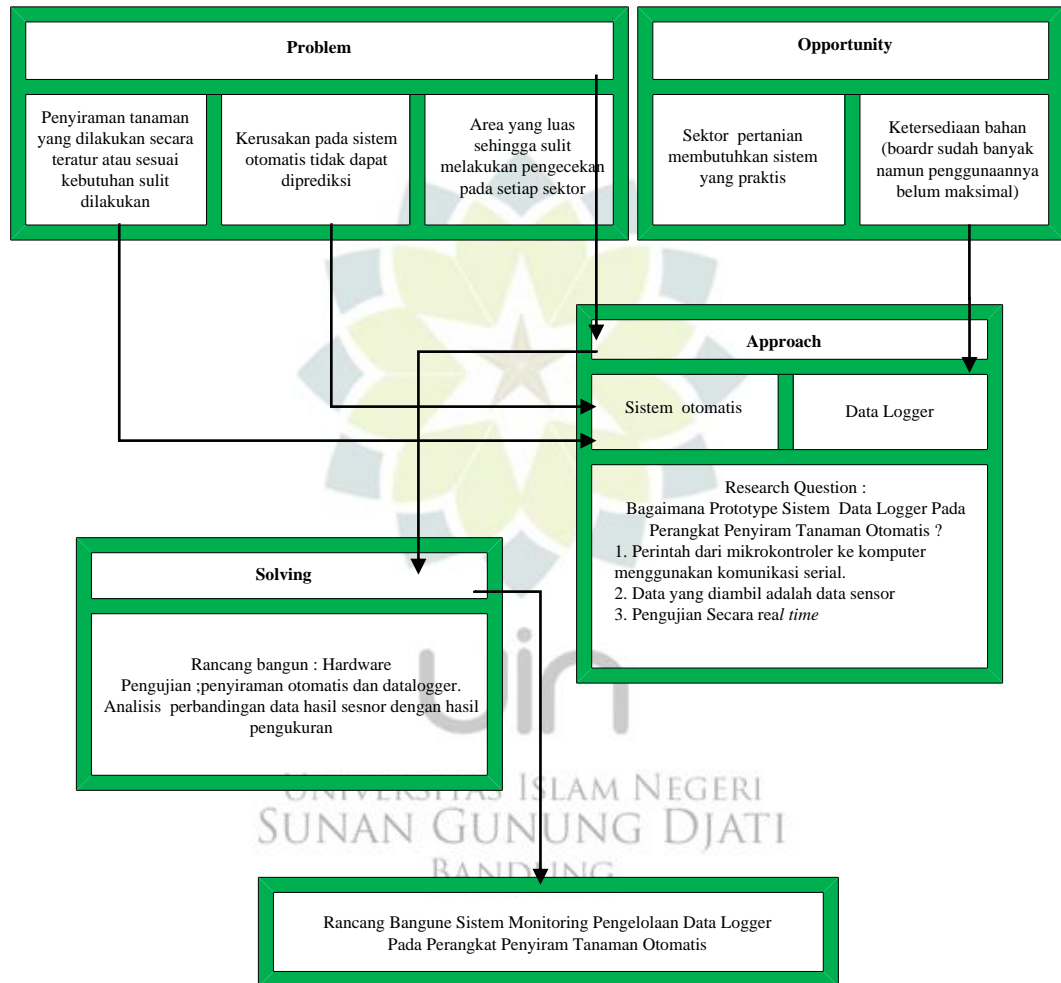 Problem
Penyiraman tanaman
yang dilakukan secara
teratur atau sesuai
kebutuhan sulit
dilakukan
Kerusakan pada sistem
otomatis tidak dapat
diprediksi
Area yang luas
sehingga sulit
melakukan pengecekan
pada setiap sektor
Opportunity
Sektor pertanian
membutuhkan sistem
yang praktis
Ketersediaan bahan
(boardr sudah banyak
namun penggunaannya
belum maksimal)
Approach
Sistem otomatis
Data Logger
Research Question :
Bagaimana Prototype Sistem Data Logger Pada
Perangkat Penyiram Tanaman Otomatis ?
1. Perintah dari mikrokontroler ke komputer
menggunakan komunikasi serial.
2. Data yang diambil adalah data sensor
3. Pengujian Secara real time
Solving
Rancang bangun : Hardware
Pengujian ;penyiraman otomatis dan datalogger.
Analisis perbandingan data hasil sesnor dengan hasil
pengukuran
uin
UNIVERSITAS ISLAM NEGERI
SUNAN GUNUNG DJATI
BANDUNG
Rancang Bangune Sistem Monitoring Pengelolaan Data Logger
Pada Perangkat Penyiram Tanaman Otomatis